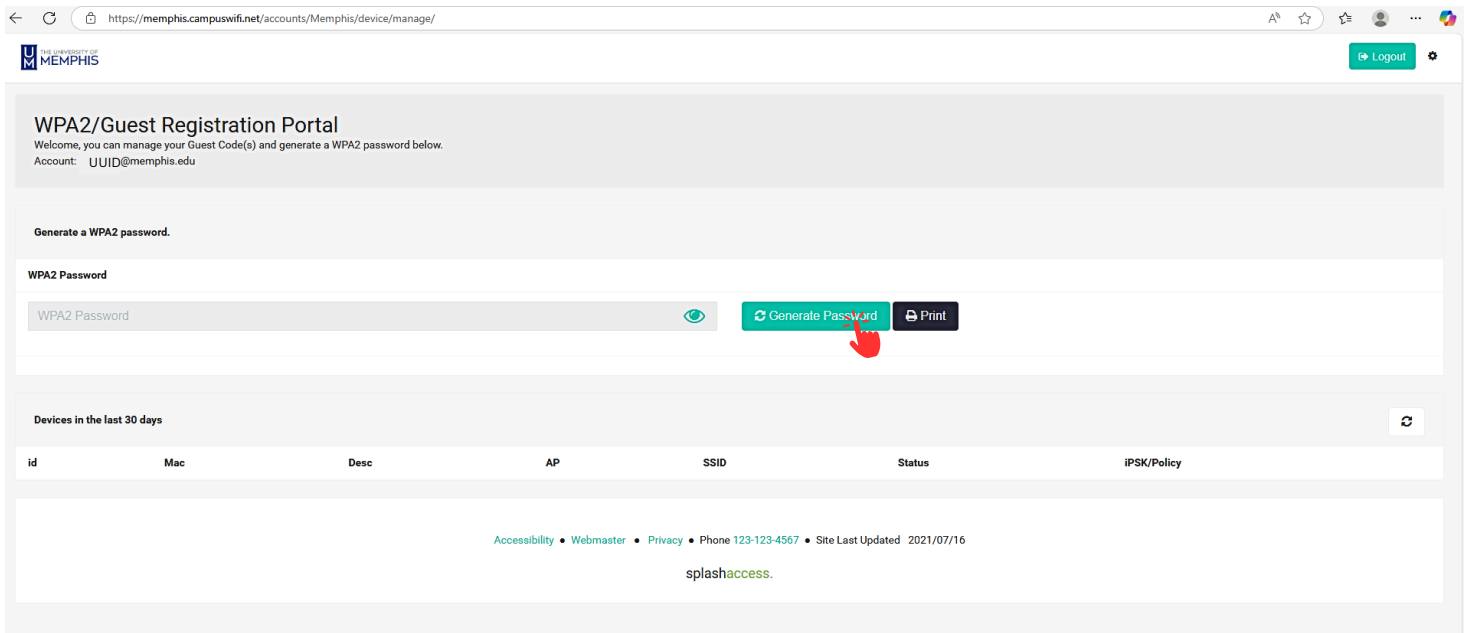 https://memphis.campuswifi.net/accounts/Memphis/device/manage/
THE UNIVERSITY OF
MEMPHIS
Logout
WPA2/Guest Registration Portal
Welcome, you can manage your Guest Code(s) and generate a WPA2 password below.
Account: UUID@memphis.edu
Generate a WPA2 password.
WPA2 Password
WPA2 Password Generate Password Print
Devices in the last 30 days
id Mac Desc AP SSID Status iPSK/Policy
Accessibility ● Webmaster ● Privacy ● Phone 123-123-4567 ● Site Last Updated 2021/07/16
splashaccess.